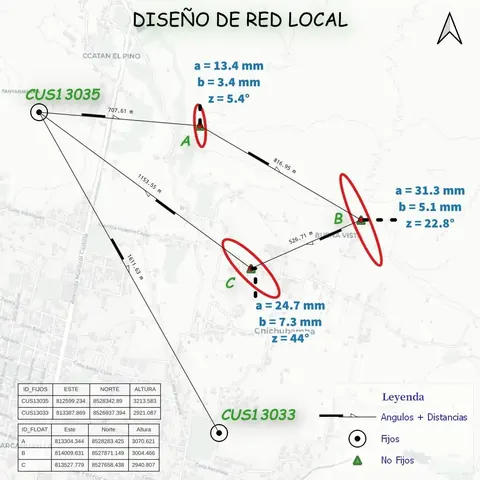 DISEÑO DE RED LOCAL
CCATAN EL PINO
CUS13035
a = 13.4 mm
b = 3.4 mm
z = 5.4°
707.61 m
A
816.95 m
1153.55 m
a = 31.3 mm
b = 5.1 mm
z = 22.8°
B
526.71 m
C
1611.63 m
a = 24.7 mm
b = 7.3 mm
z = 44°
Chichubamba
CUS13033
ID_FIJOS ESTE NORTE ALTURA
CUS13035 812599.234 8528342.89 3213.583
CUS13033 813387.869 8526937.394 2921.087
ID_FLOAT Este Norte Altura
A 813304.344 8528283.425 3070.621
B 814009.631 8527871.149 3004.466
C 813527.779 8527658.438 2940.807
Leyenda
Angulos + Distancias
Fijos
No Fijos